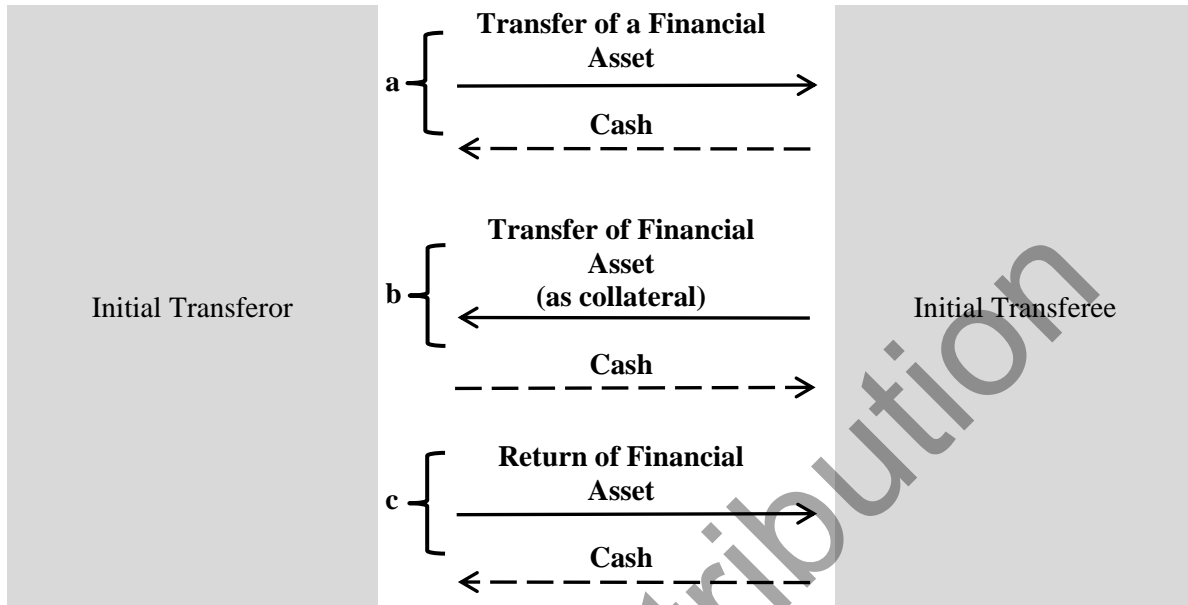 Transfer of a Financial
Asset
a
Cash
Transfer of Financial
Asset
(as collateral)
b
Initial Transferor
Initial Transferee
Cash
Return of Financial
Asset
c
Cash